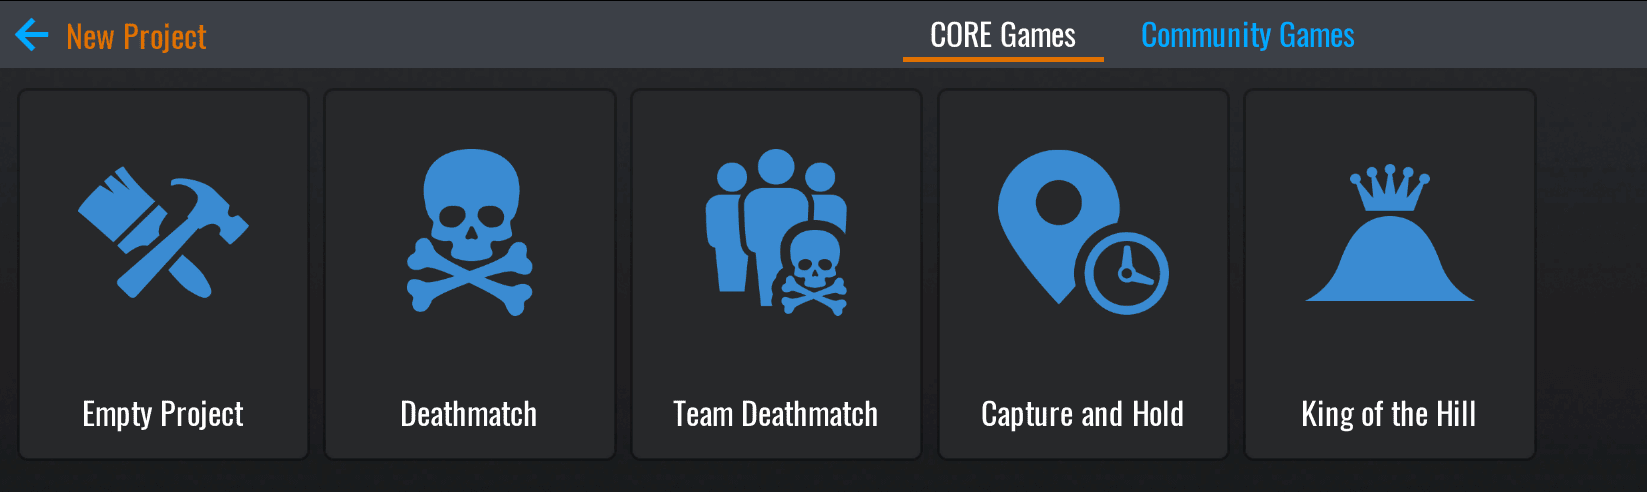 New Project
CORE Games
Community Games
Empty Project
Deathmatch
Team Deathmatch
Capture and Hold
King of the Hill